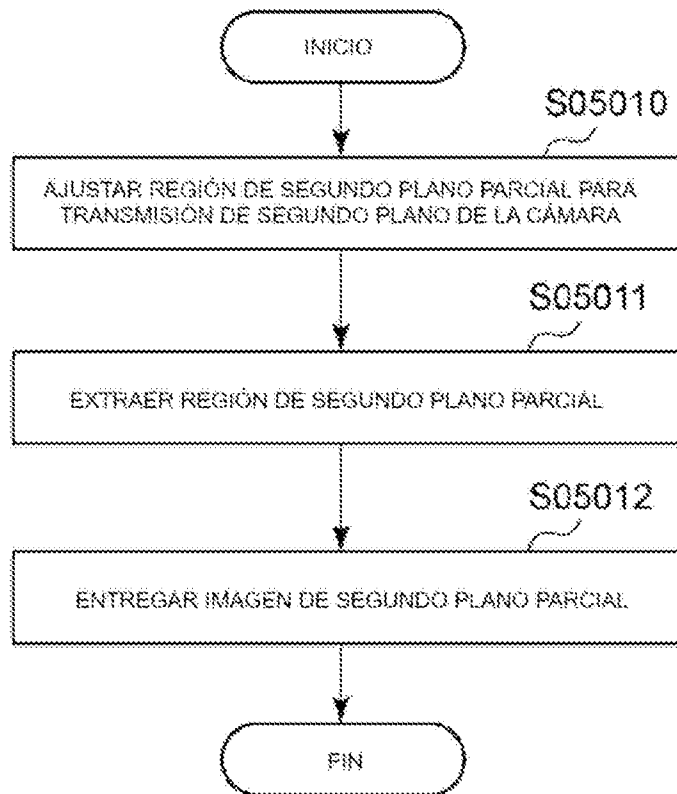 INICIO
S05010
AJUSTAR REGIÓN DE SEGUNDO PLANO PARCIAL PARA
TRANSMISIÓN DE SEGUNDO PLANO DE LA CÁMARA
S05011
EXTRAER REGIÓN DE SEGUNDO PLANO PARCIAL
S05012
ENTREGAR IMAGEN DE SEGUNDO PLANO PARCIAL
FIN